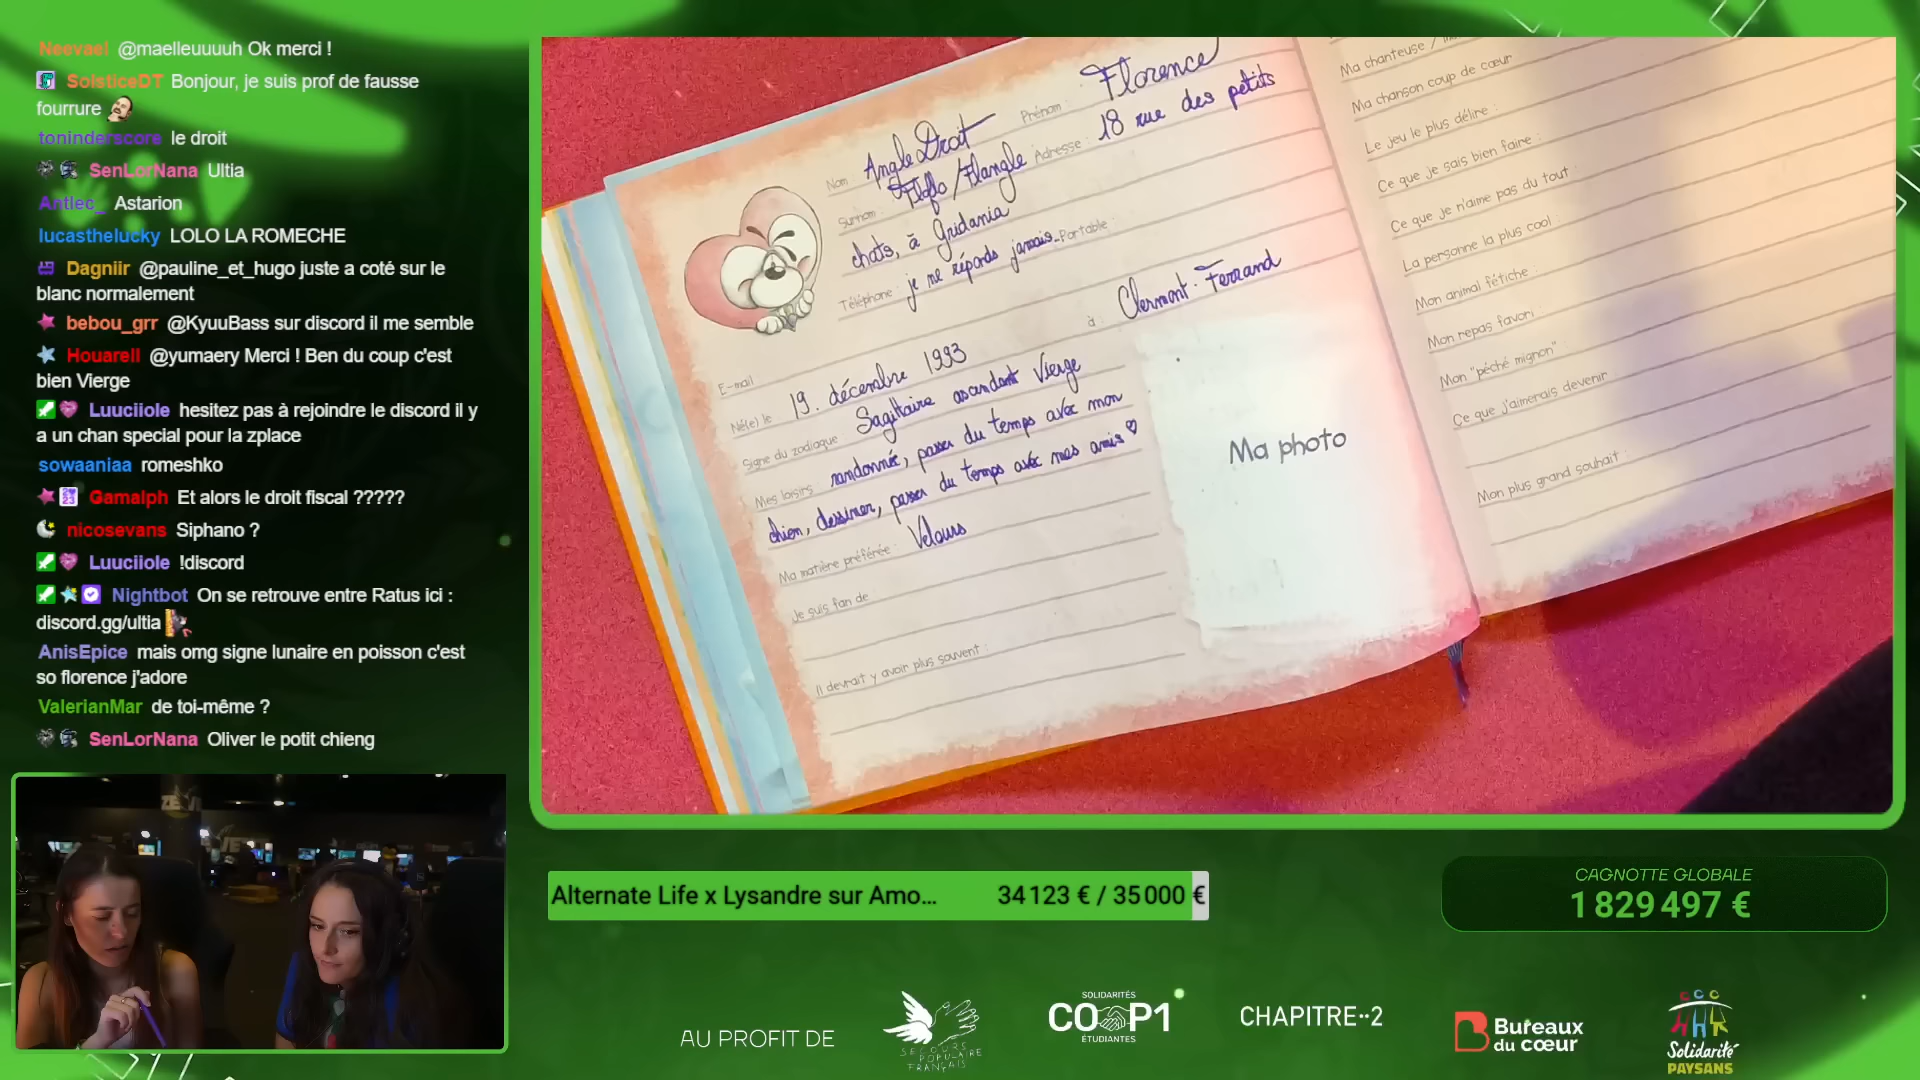 Neevael @maelleuuuuh Ok merci !
SolsticeDT Bonjour, je suis prof de fausse
fourrure
toninderscore le droit
SenLorNana Ultia
Antlec_ Astarion
lucasthelucky LOLO LA ROMECHE
Dagniir @pauline_et_hugo juste a coté sur le
blanc normalement
bebou_grr @KyuuBass sur discord il me semble
Houarell @yumaery Merci ! Ben du coup c'est
bien Vierge
Luuciiole hesitez pas à rejoindre le discord il y
a un chan special pour la zplace
sowaaniaa romeshko
Gamalph Et alors le droit fiscal ?????
nicosevans Siphano ?
Luuciiole !discord
Nightbot On se retrouve entre Ratus ici :
discord.gg/ultia
AnisEpice mais omg signe lunaire en poisson c'est
so florence j'adore
ValerianMar de toi-même ?
SenLorNana Oliver le potit chieng
Nom Angle Droit Prénom : Florence
Surnom : Floflo / Flangle Adresse : 18 rue des petits
chats, à Gridania
Téléphone : je ne réponds jamais Portable :
E-mail
Né(e) le 19 décembre 1993 à : Clermont-Ferrand
Signe du zodiaque : Sagittaire ascendant Vierge
Mes loisirs : randonnée, passer du temps avec mon
chien, dessiner, passer du temps avec mes amis ♡
Ma matière préférée : Velours
Je suis fan de
Il devrait y avoir plus souvent :
Ma photo
Ma chanteuse /
Ma chanson coup de cœur
Le jeu le plus délire :
Ce que je sais bien faire :
Ce que je n'aime pas du tout :
La personne la plus cool :
Mon animal fétiche :
Mon repas favori :
Mon "péché mignon"
Ce que j'aimerais devenir :
Mon plus grand souhait :
Alternate Life x Lysandre sur Amo... 34 123 € / 35 000 €
CAGNOTTE GLOBALE
1 829 497 €
AU PROFIT DE
SECOURS
POPULAIRE
FRANÇAIS
SOLIDARITÉS
CO P1
ÉTUDIANTES
CHAPITRE··2
Bureaux
du cœur
Solidarité
PAYSANS